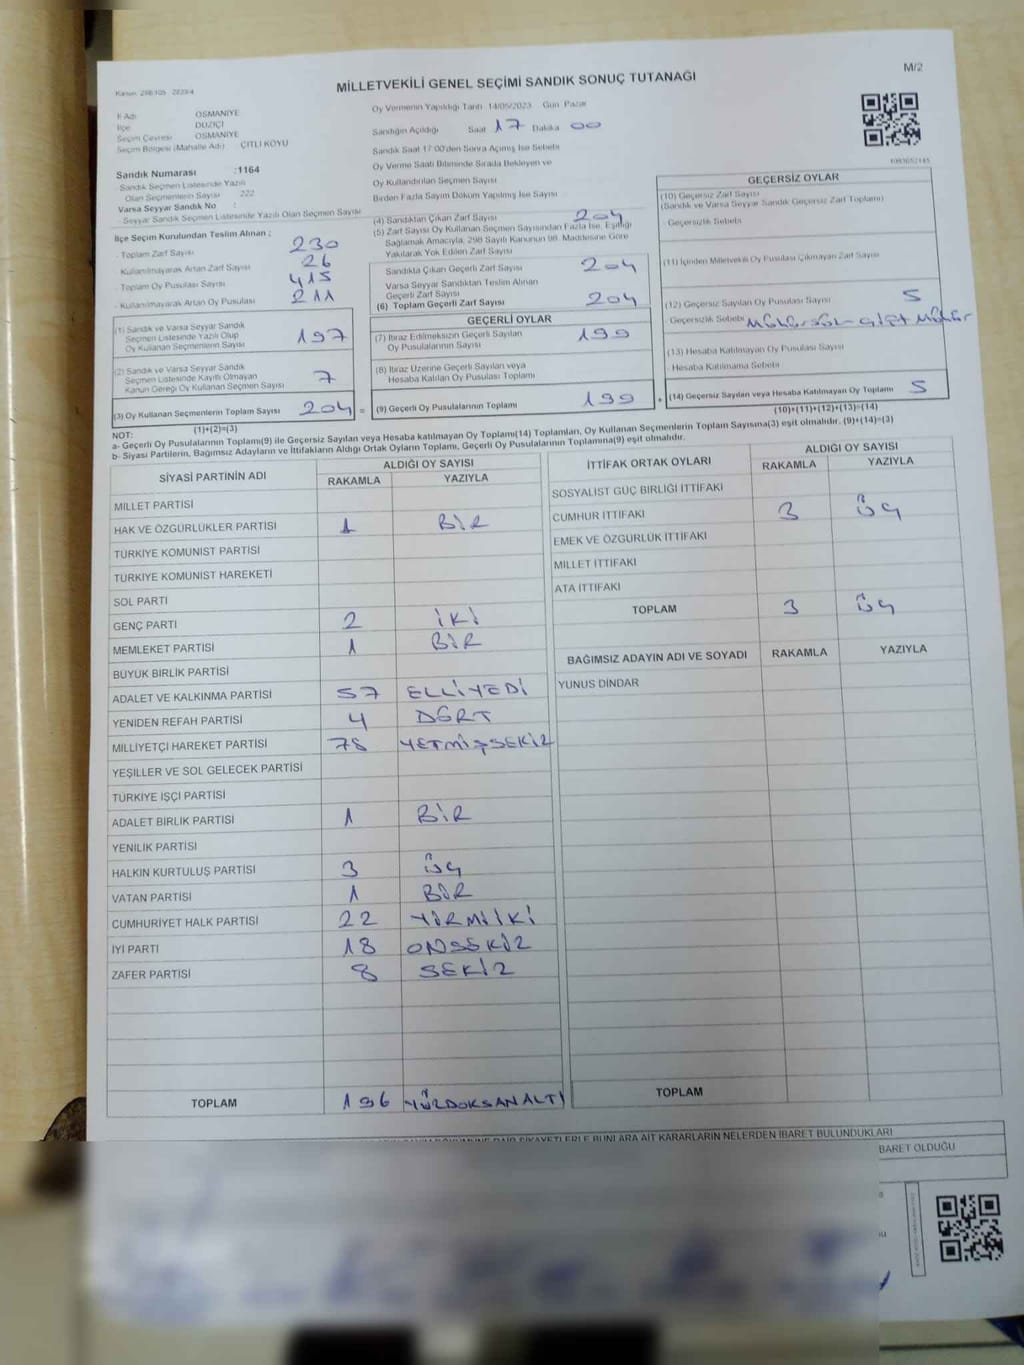 MİLLETVEKİLİ GENEL SEÇİMİ SANDIK SONUÇ TUTANAĞI
M/2
İl Adı OSMANİYE
İlçe DÜZİÇİ
Seçim Çevresi OSMANİYE
Seçim Bölgesi (Mahalle Adı) ÇİTLİ KÖYÜ
Sandık Numarası :1164
- Sandık Seçmen Listesinde Yazılı
Olan Seçmenlerin Sayısı 222
Varsa Seyyar Sandık No :
- Seyyar Sandık Seçmen Listesinde Yazılı Olan Seçmen Sayısı
Oy Vermenin Yapıldığı Tarih 14/05/2023 Gün Pazar
Sandığın Açıldığı Saat 17 Dakika 00
Sandık Saat 17:00'den Sonra Açmış İse Sebebi
Oy Verme Saati Bitiminde Sırada Bekleyen ve
Oy Kullandırılan Seçmen Sayısı
Birden Fazla Sayım Döküm Yapılmış İse Sayısı
İlçe Seçim Kurulundan Teslim Alınan :
- Toplam Zarf Sayısı 230
Kullanılmayarak Artan Zarf Sayısı 26
- Toplam Oy Pusulası Sayısı 415
- Kullanılmayarak Artan Oy Pusulası 211
(1) Sandık ve Varsa Seyyar Sandık
Seçmen Listesinde Yazılı Olup
Oy Kullanan Seçmenlerin Sayısı 197
(2) Sandık ve Varsa Seyyar Sandık
Seçmen Listesinde Kayıtlı Olmayan
Kanun Gereği Oy Kullanan Seçmen Sayısı 7
(3) Oy Kullanan Seçmenlerin Toplam Sayısı 204 =
(1)+(2)=(3)
(4) Sandıktan Çıkan Zarf Sayısı 204
(5) Zarf Sayısı Oy Kullanan Seçmen Sayısından Fazla İse, Eşitliği
Sağlamak Amacıyla, 298 Sayılı Kanunun 98. Maddesine Göre
Yakılarak Yok Edilen Zarf Sayısı
Sandıkta Çıkan Geçerli Zarf Sayısı 204
Varsa Seyyar Sandıktan Teslim Alınan
Geçerli Zarf Sayısı
(6) Toplam Geçerli Zarf Sayısı 204
GEÇERLİ OYLAR
(7) İtiraz Edilmeksizin Geçerli Sayılan
Oy Pusulalarının Sayısı 199
(8) İtiraz Üzerine Geçerli Sayılan veya
Hesaba Katılan Oy Pusulası Toplamı
(9) Geçerli Oy Pusulalarının Toplamı 199 +
GEÇERSİZ OYLAR
(10) Geçersiz Zarf Sayısı
(Sandık ve Varsa Seyyar Sandık Geçersiz Zarf Toplamı)
- Geçersizlik Sebebi
(11) İçinden Milletvekili Oy Pusulası Çıkmayan Zarf Sayısı
(12) Geçersiz Sayılan Oy Pusulası Sayısı 5
- Geçersizlik Sebebi Mühürsüz-Çift Mühür
(13) Hesaba Katılmayan Oy Pusulası Sayısı
- Hesaba Katılmama Sebebi
(14) Geçersiz Sayılan veya Hesaba Katılmayan Oy Toplamı 5
(10)+(11)+(12)+(13)=(14)
NOT:
a- Geçerli Oy Pusulalarının Toplamı(9) ile Geçersiz Sayılan veya Hesaba katılmayan Oy Toplamı(14) Toplamları, Oy Kullanan Seçmenlerin Toplam Sayısına(3) eşit olmalıdır. (9)+(14)=(3)
b- Siyasi Partilerin, Bağımsız Adayların ve İttifakların Aldığı Ortak Oyların Toplamı, Geçerli Oy Pusulalarının Toplamına(9) eşit olmalıdır.
SİYASİ PARTİNİN ADI ALDIĞI OY SAYISI
RAKAMLA YAZIYLA
MİLLET PARTİSİ
HAK VE ÖZGÜRLÜKLER PARTİSİ 1 BİR
TÜRKİYE KOMÜNİST PARTİSİ
TÜRKİYE KOMÜNİST HAREKETİ
SOL PARTİ
GENÇ PARTİ 2 İKİ
MEMLEKET PARTİSİ 1 BİR
BÜYÜK BİRLİK PARTİSİ
ADALET VE KALKINMA PARTİSİ 57 ELLİYEDİ
YENİDEN REFAH PARTİSİ 4 DÖRT
MİLLİYETÇİ HAREKET PARTİSİ 78 YETMİŞSEKİZ
YEŞİLLER VE SOL GELECEK PARTİSİ
TÜRKİYE İŞÇİ PARTİSİ
ADALET BİRLİK PARTİSİ 1 BİR
YENİLİK PARTİSİ
HALKIN KURTULUŞ PARTİSİ 3 ÜÇ
VATAN PARTİSİ 1 BİR
CUMHURİYET HALK PARTİSİ 22 YİRMİİKİ
İYİ PARTİ 18 ONSEKİZ
ZAFER PARTİSİ 8 SEKİZ
TOPLAM 196 YÜZDOKSANALTI
İTTİFAK ORTAK OYLARI ALDIĞI OY SAYISI
RAKAMLA YAZIYLA
SOSYALİST GÜÇ BİRLİĞİ İTTİFAKI
CUMHUR İTTİFAKI 3 ÜÇ
EMEK VE ÖZGÜRLÜK İTTİFAKI
MİLLET İTTİFAKI
ATA İTTİFAKI
TOPLAM 3 ÜÇ
BAĞIMSIZ ADAYIN ADI VE SOYADI RAKAMLA YAZIYLA
YUNUS DİNDAR
TOPLAM
ŞİKAYETLERLE BUNLARA AİT KARARLARIN NELERDEN İBARET BULUNDUKLARI
BARET OLDUĞU